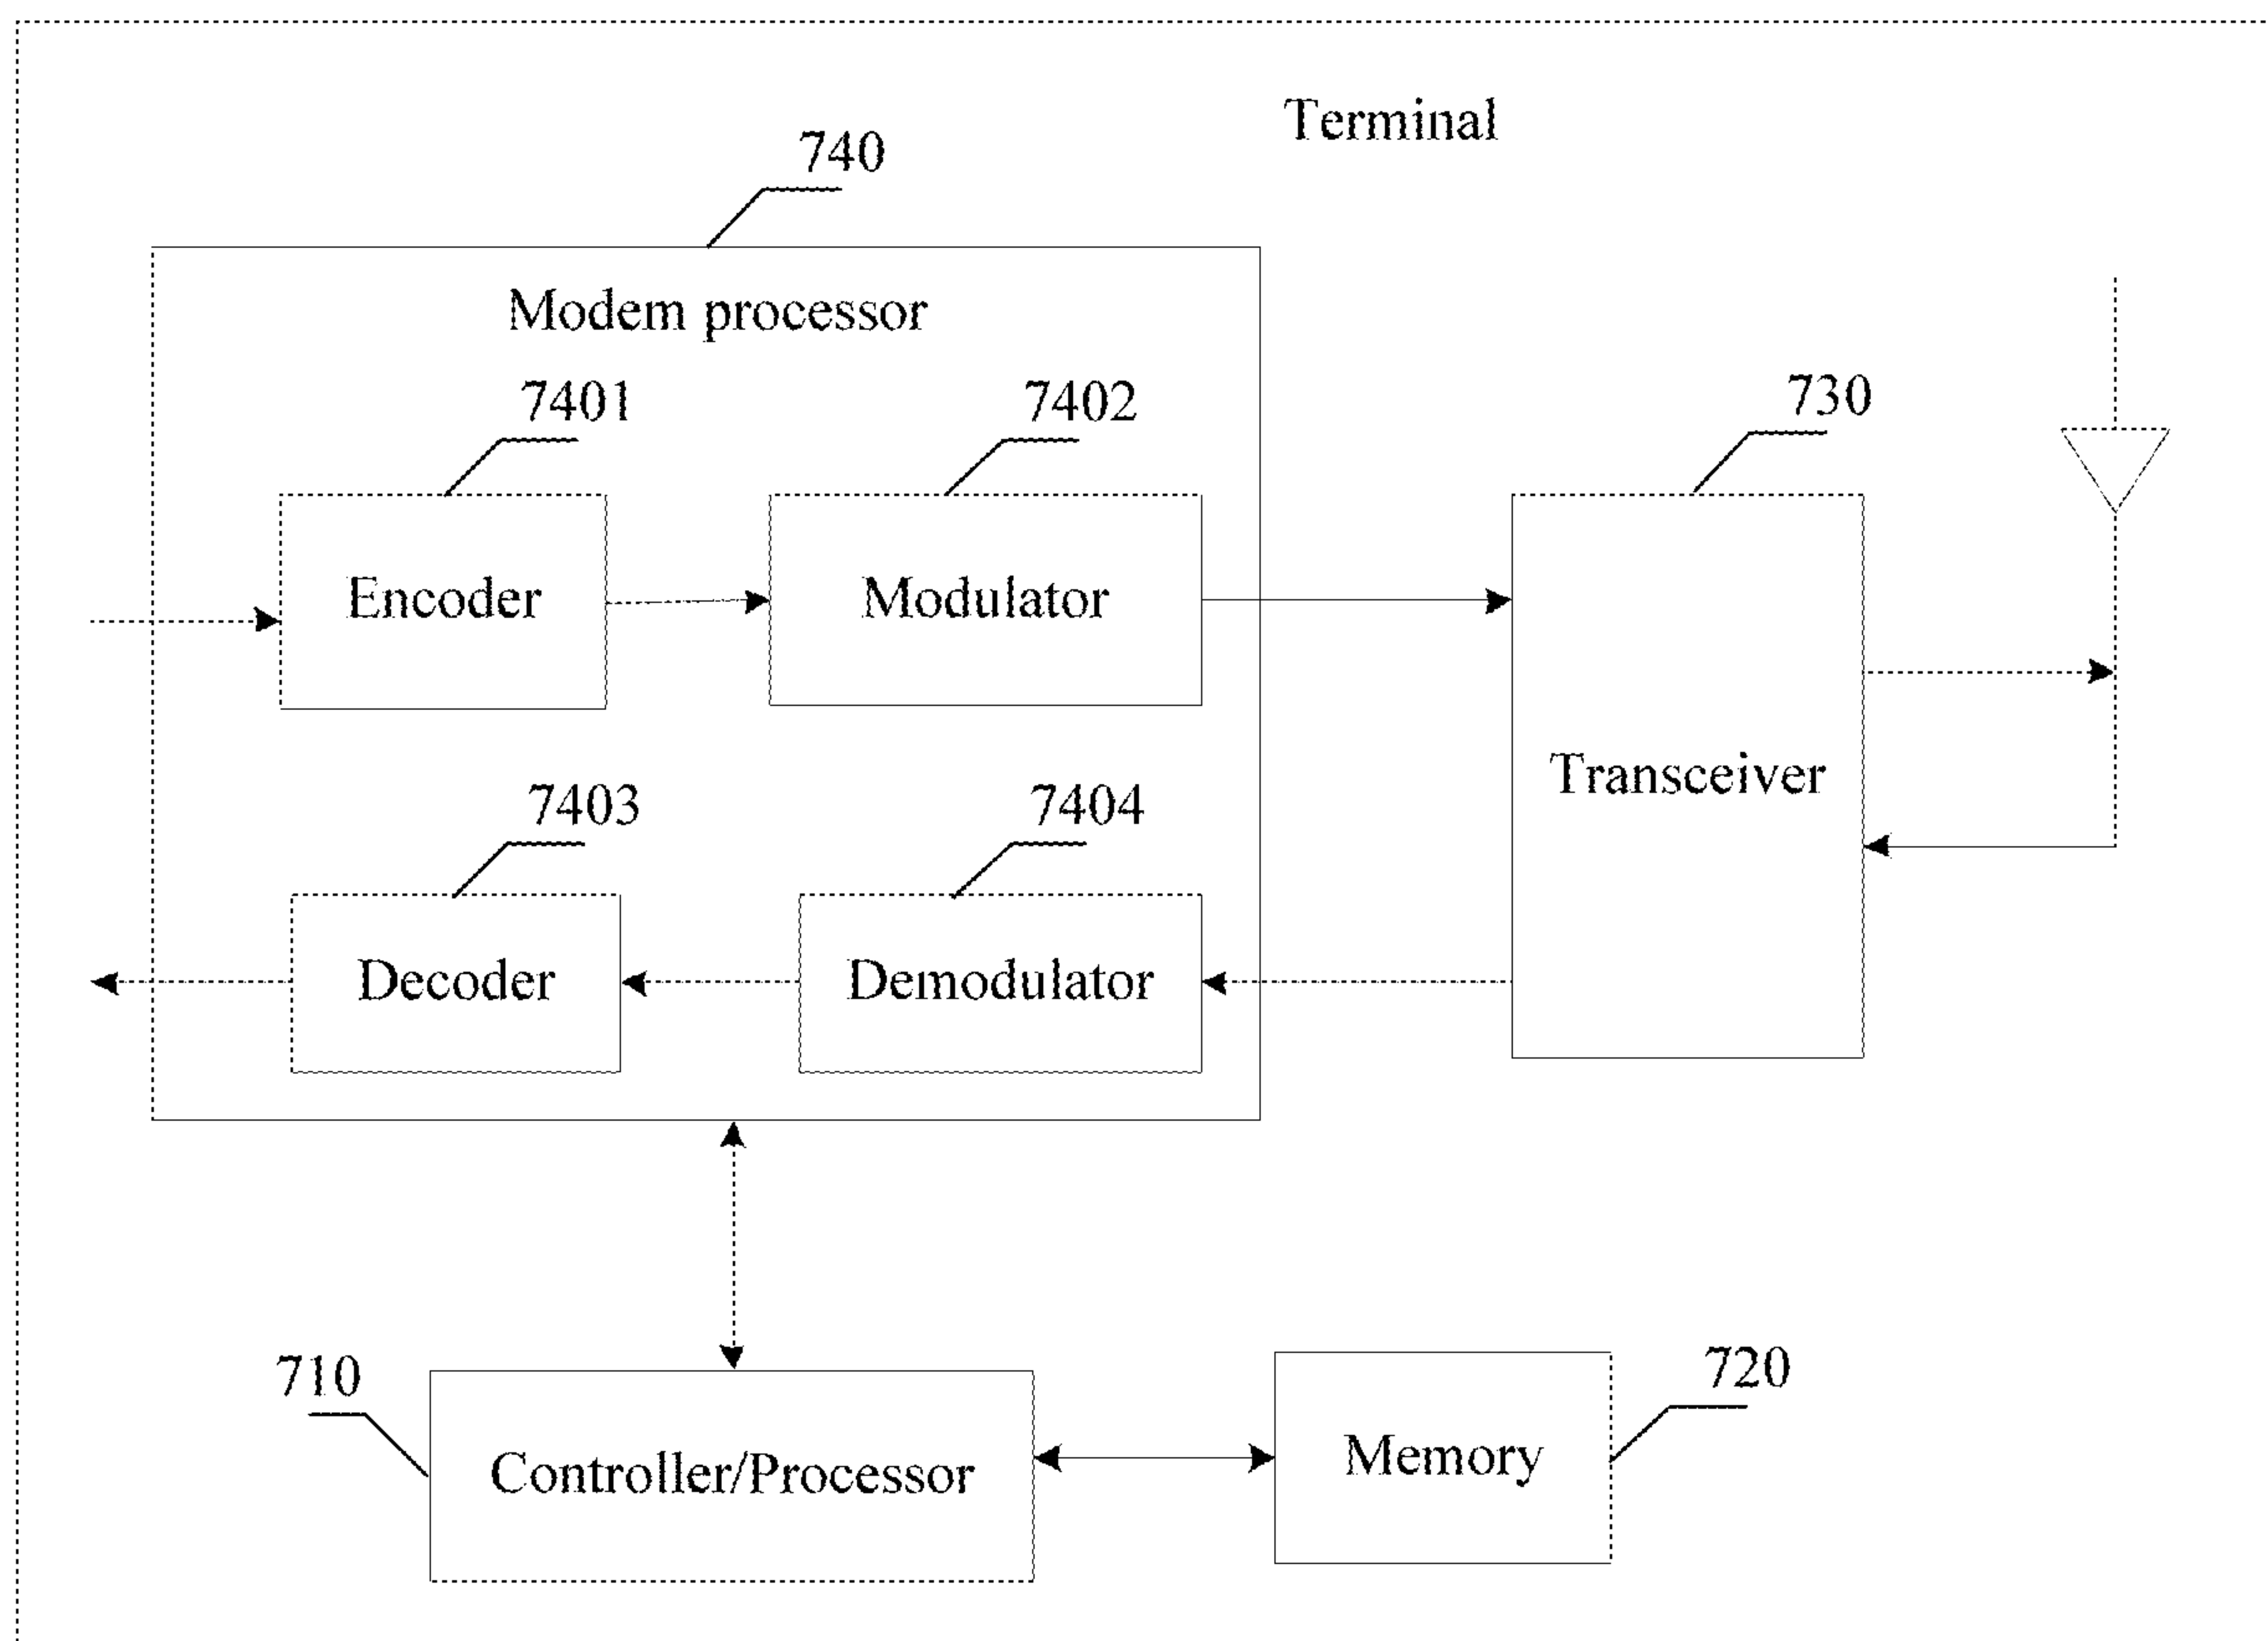 Terminal
740
Modem processor
7401
7402
730
Encoder
Modulator
Transceiver
7403
7404
Decoder
Demodulator
710
720
Controller/Processor
Memory